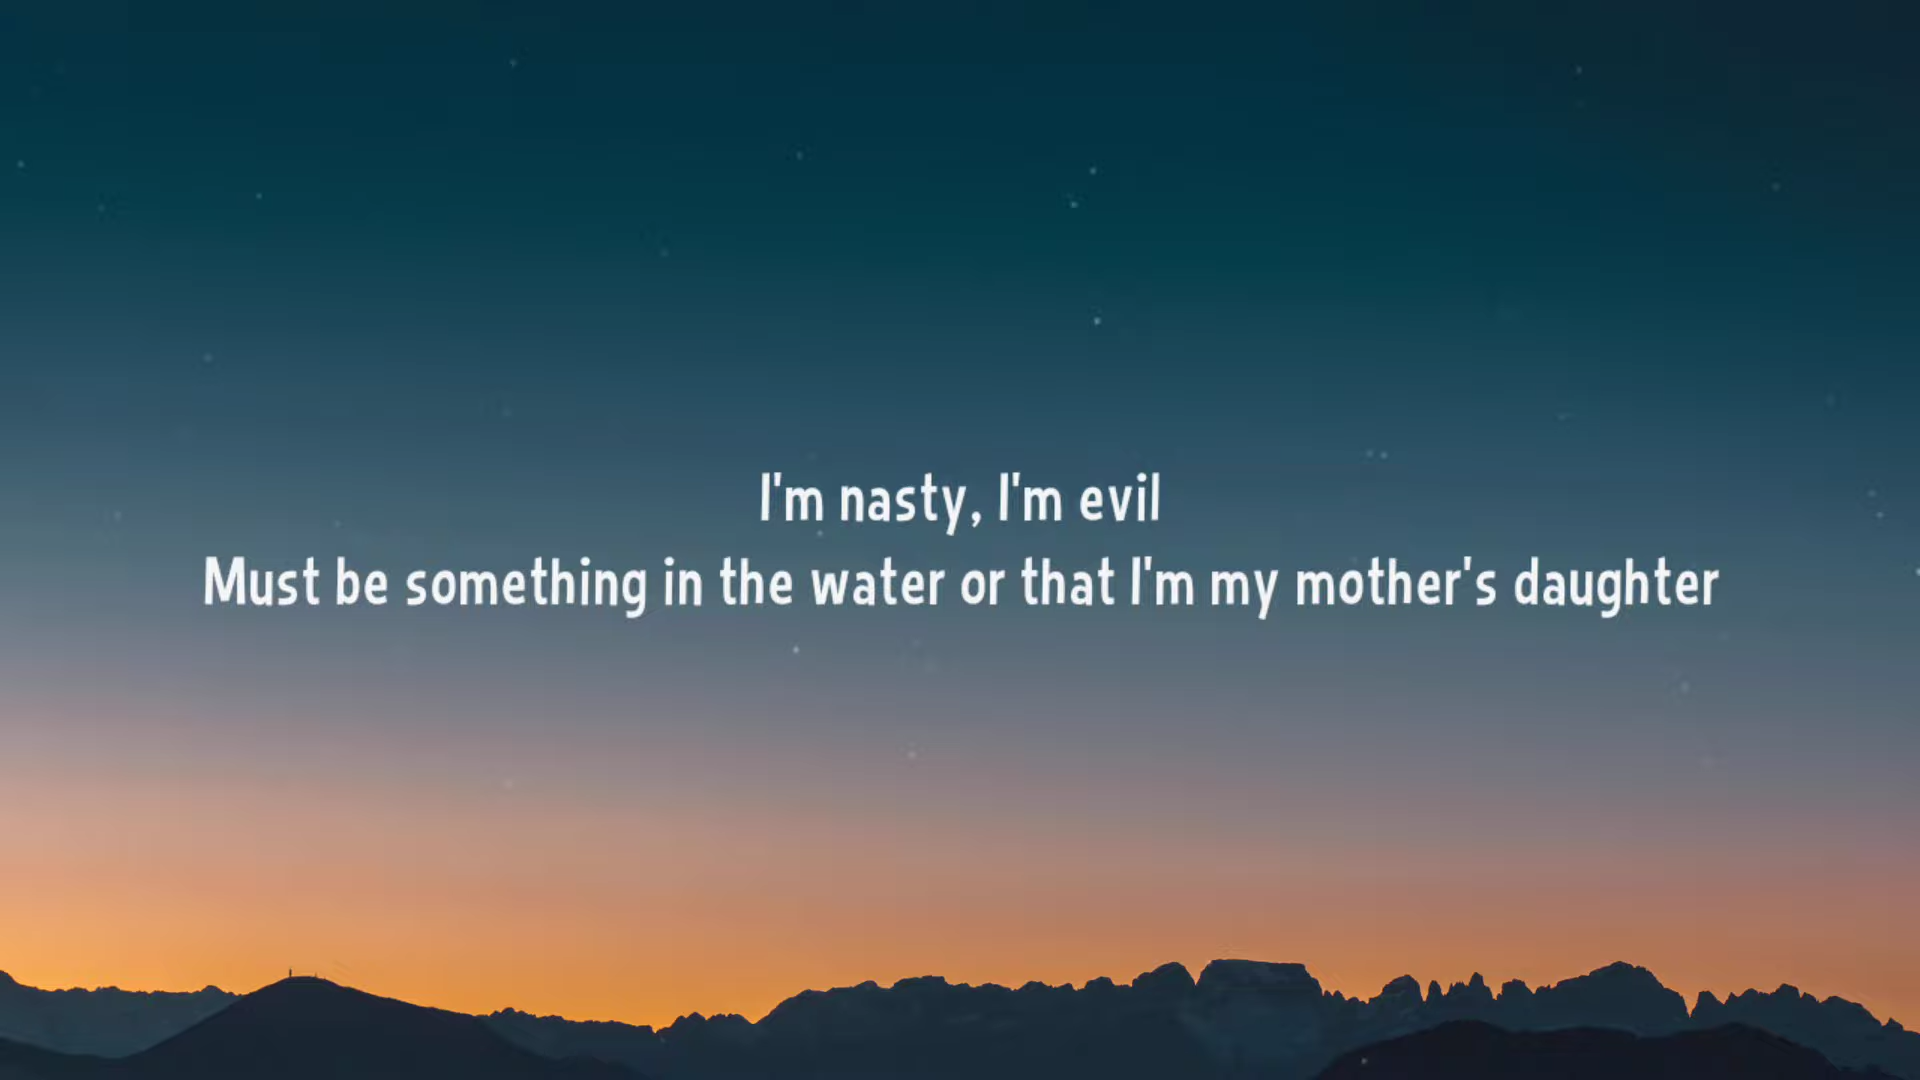 I'm nasty, I'm evil
Must be something in the water or that I'm my mother's daughter